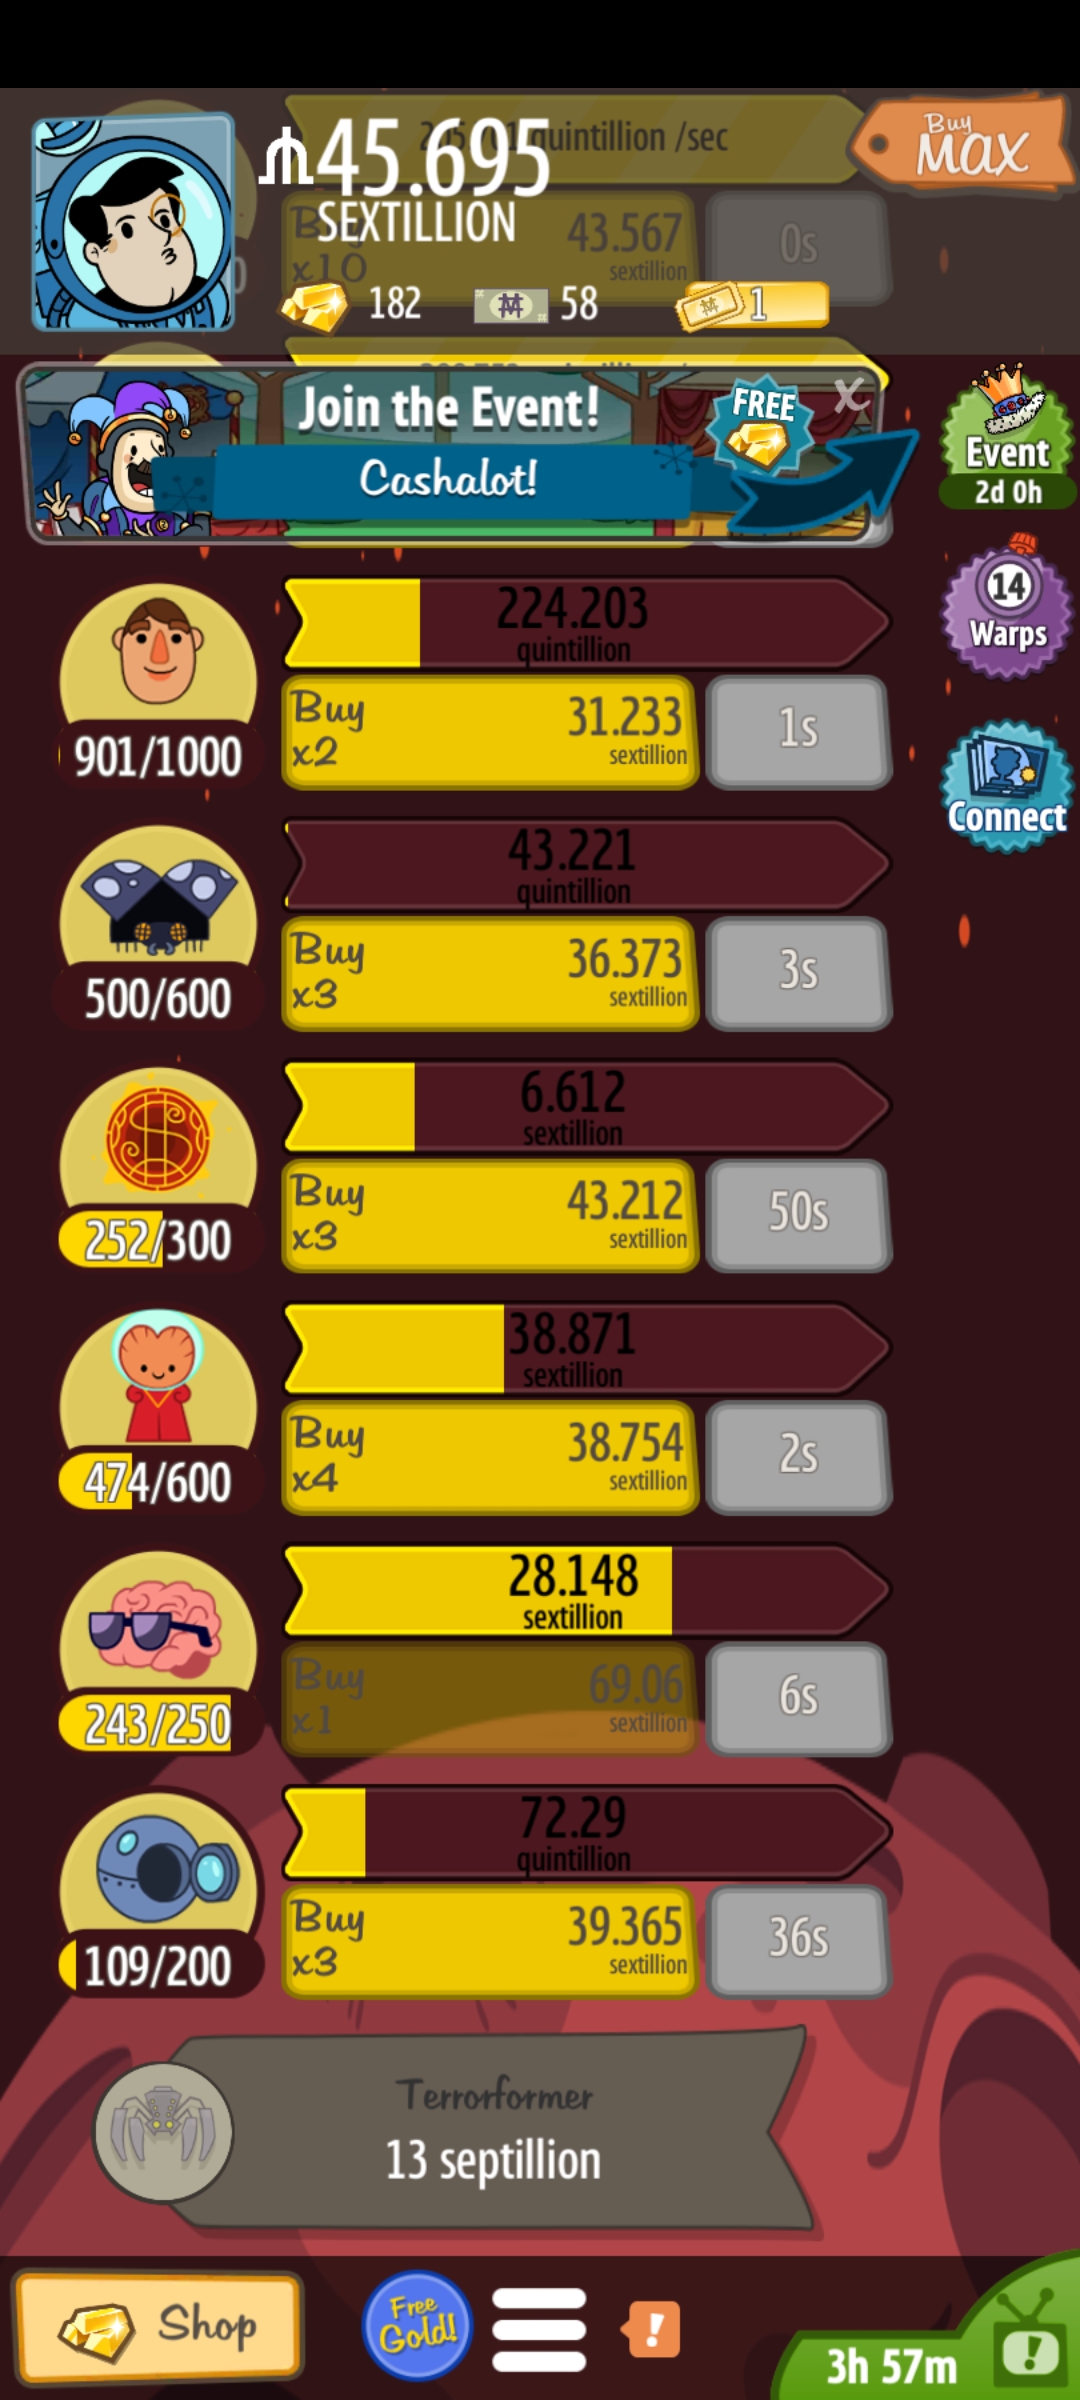 45.695
SEXTILLION
quintillion /sec
Buy
MAX
x10
43.567
sextillion
0s
182
58
1
Join the Event!
FREE
X
Cashalot!
Event
2d 0h
224.203
quintillion
14
Warps
901/1000
Buy
x2
31.233
sextillion
1s
Connect
43.221
quintillion
500/600
Buy
x3
36.373
sextillion
3s
6.612
sextillion
252/300
Buy
x3
43.212
sextillion
50s
38.871
sextillion
474/600
Buy
x4
38.754
sextillion
2s
28.148
sextillion
243/250
Buy
x1
69.06
sextillion
6s
72.29
quintillion
109/200
Buy
x3
39.365
sextillion
36s
Terrorformer
13 septillion
Shop
Free
Gold!
!
3h 57m
!